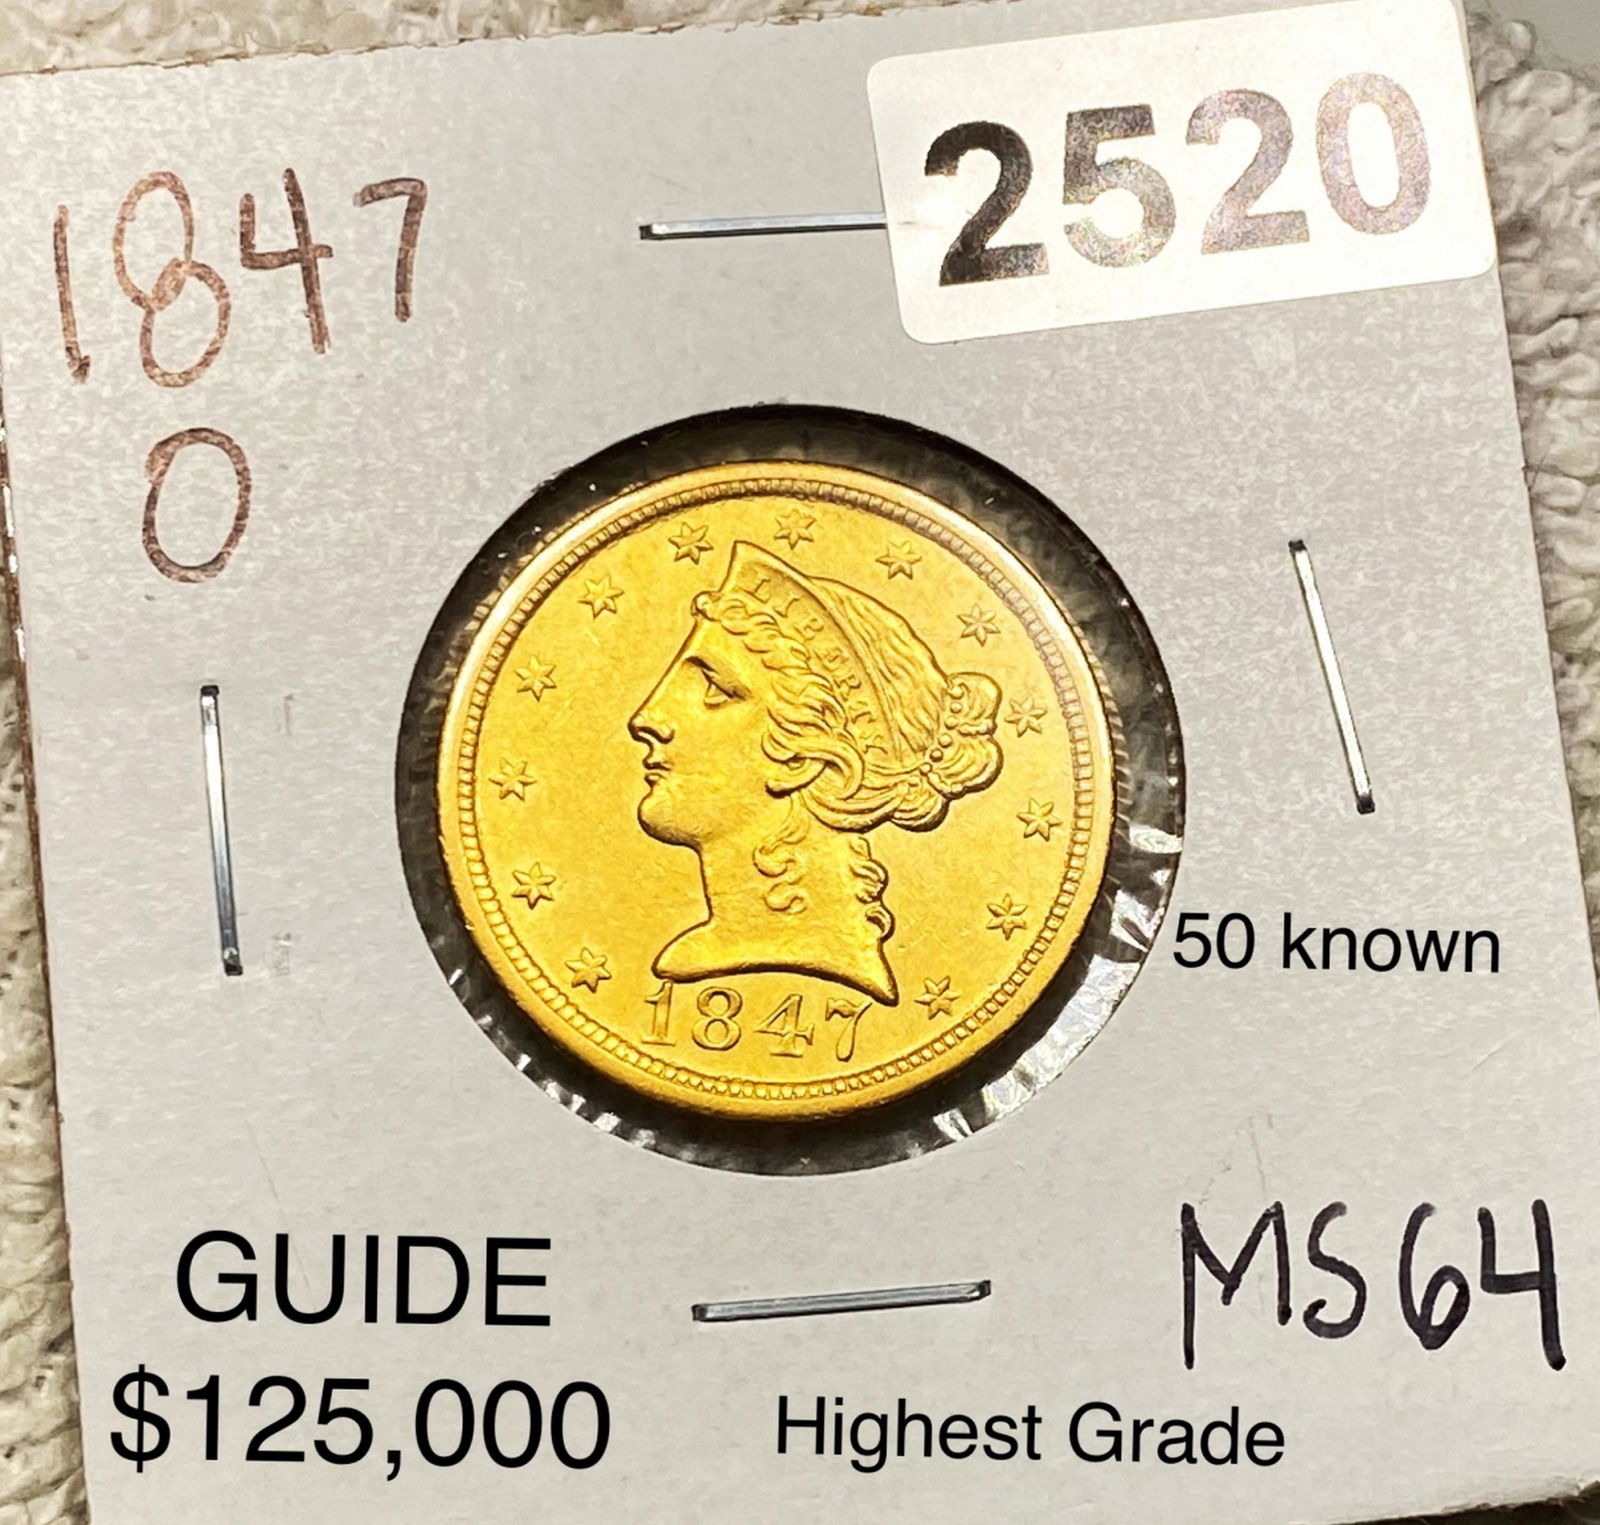 2520
1847
O
LIBERTY
1847
50 known
MS64
GUIDE
$125,000
Highest Grade